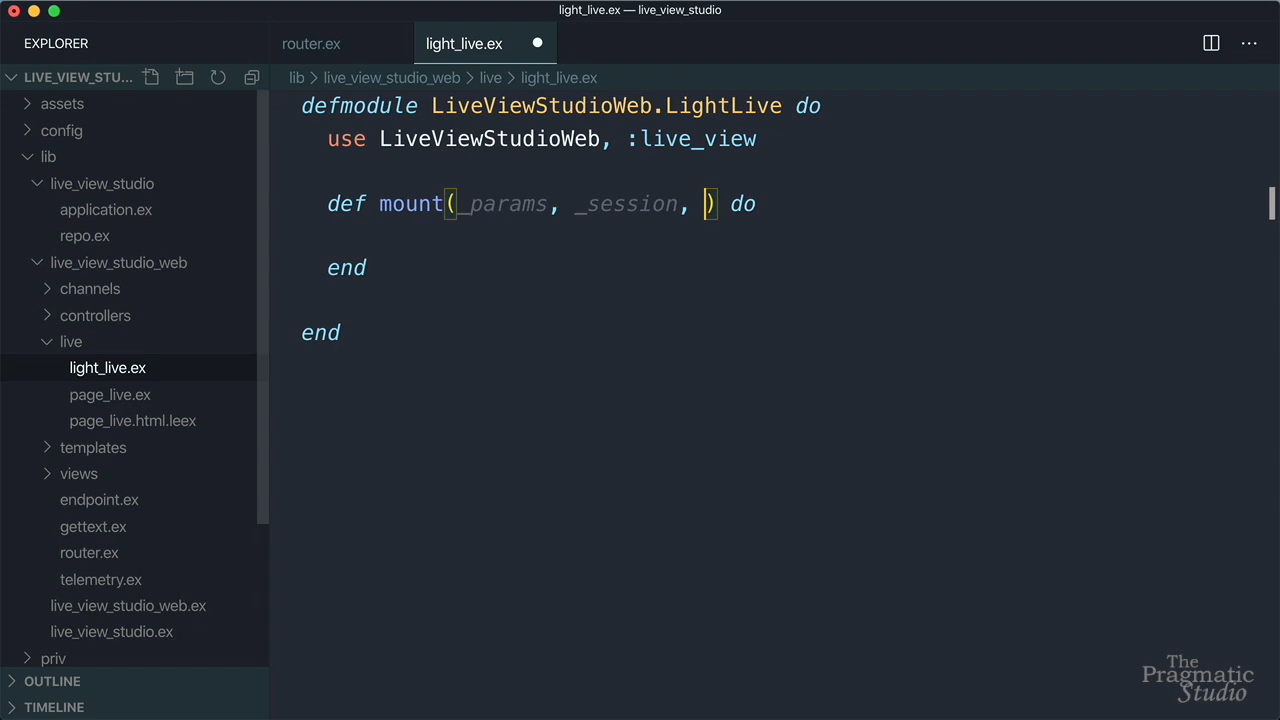 light_live.ex — live_view_studio
EXPLORER
router.ex
light_live.ex
LIVE_VIEW_STU...
lib > live_view_studio_web > live > light_live.ex
assets
config
lib
live_view_studio
application.ex
repo.ex
live_view_studio_web
channels
controllers
live
light_live.ex
page_live.ex
page_live.html.leex
templates
views
endpoint.ex
gettext.ex
router.ex
telemetry.ex
live_view_studio_web.ex
live_view_studio.ex
priv
OUTLINE
TIMELINE
defmodule LiveViewStudioWeb.LightLive do
use LiveViewStudioWeb, :live_view
def mount(_params, _session, ) do
end
end
The
Pragmatic
Studio